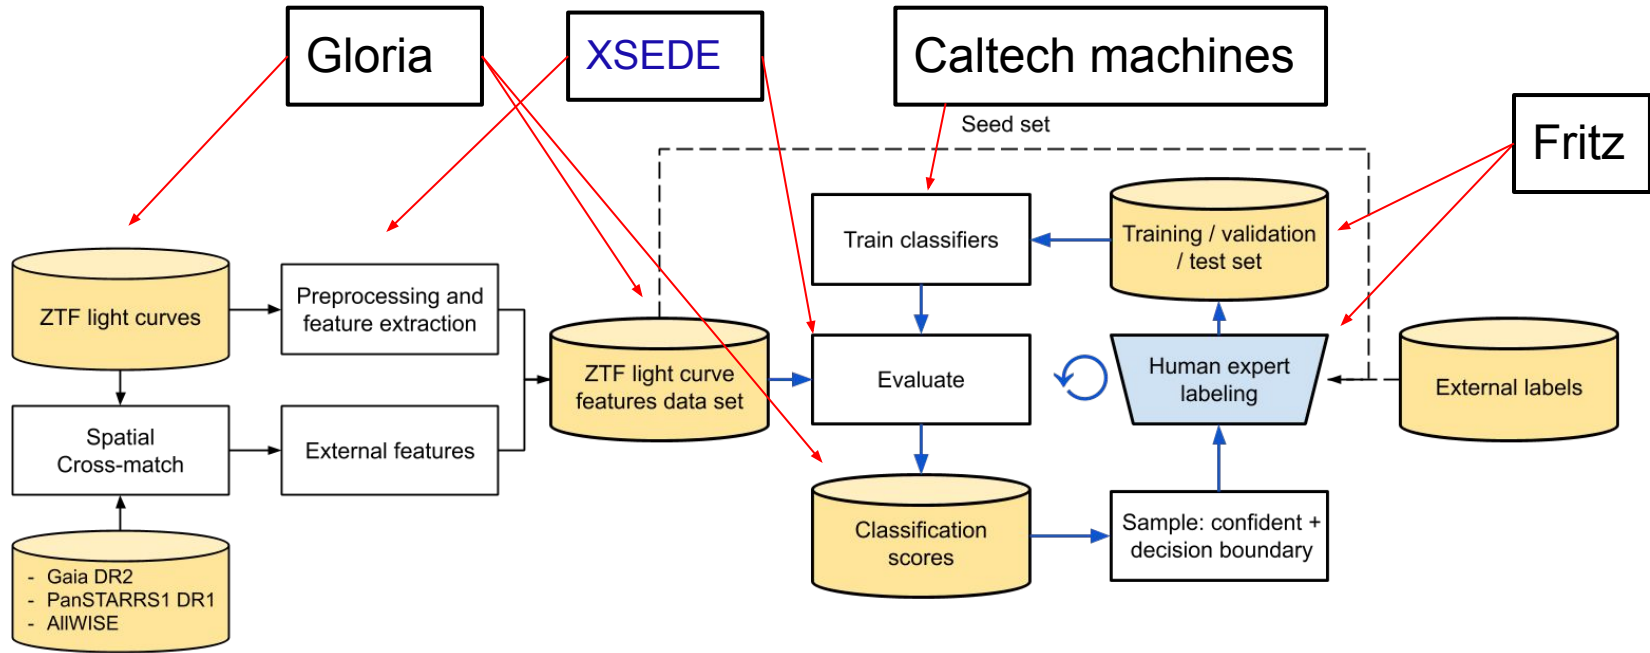 Gloria
XSEDE
Caltech machines
Fritz
Seed set
ZTF light curves
Preprocessing and
feature extraction
Spatial
Cross-match
External features
- Gaia DR2
- PanSTARRS1 DR1
- AllWISE
ZTF light curve
features data set
Train classifiers
Evaluate
Classification
scores
Training / validation
/ test set
Human expert
labeling
Sample: confident +
decision boundary
External labels